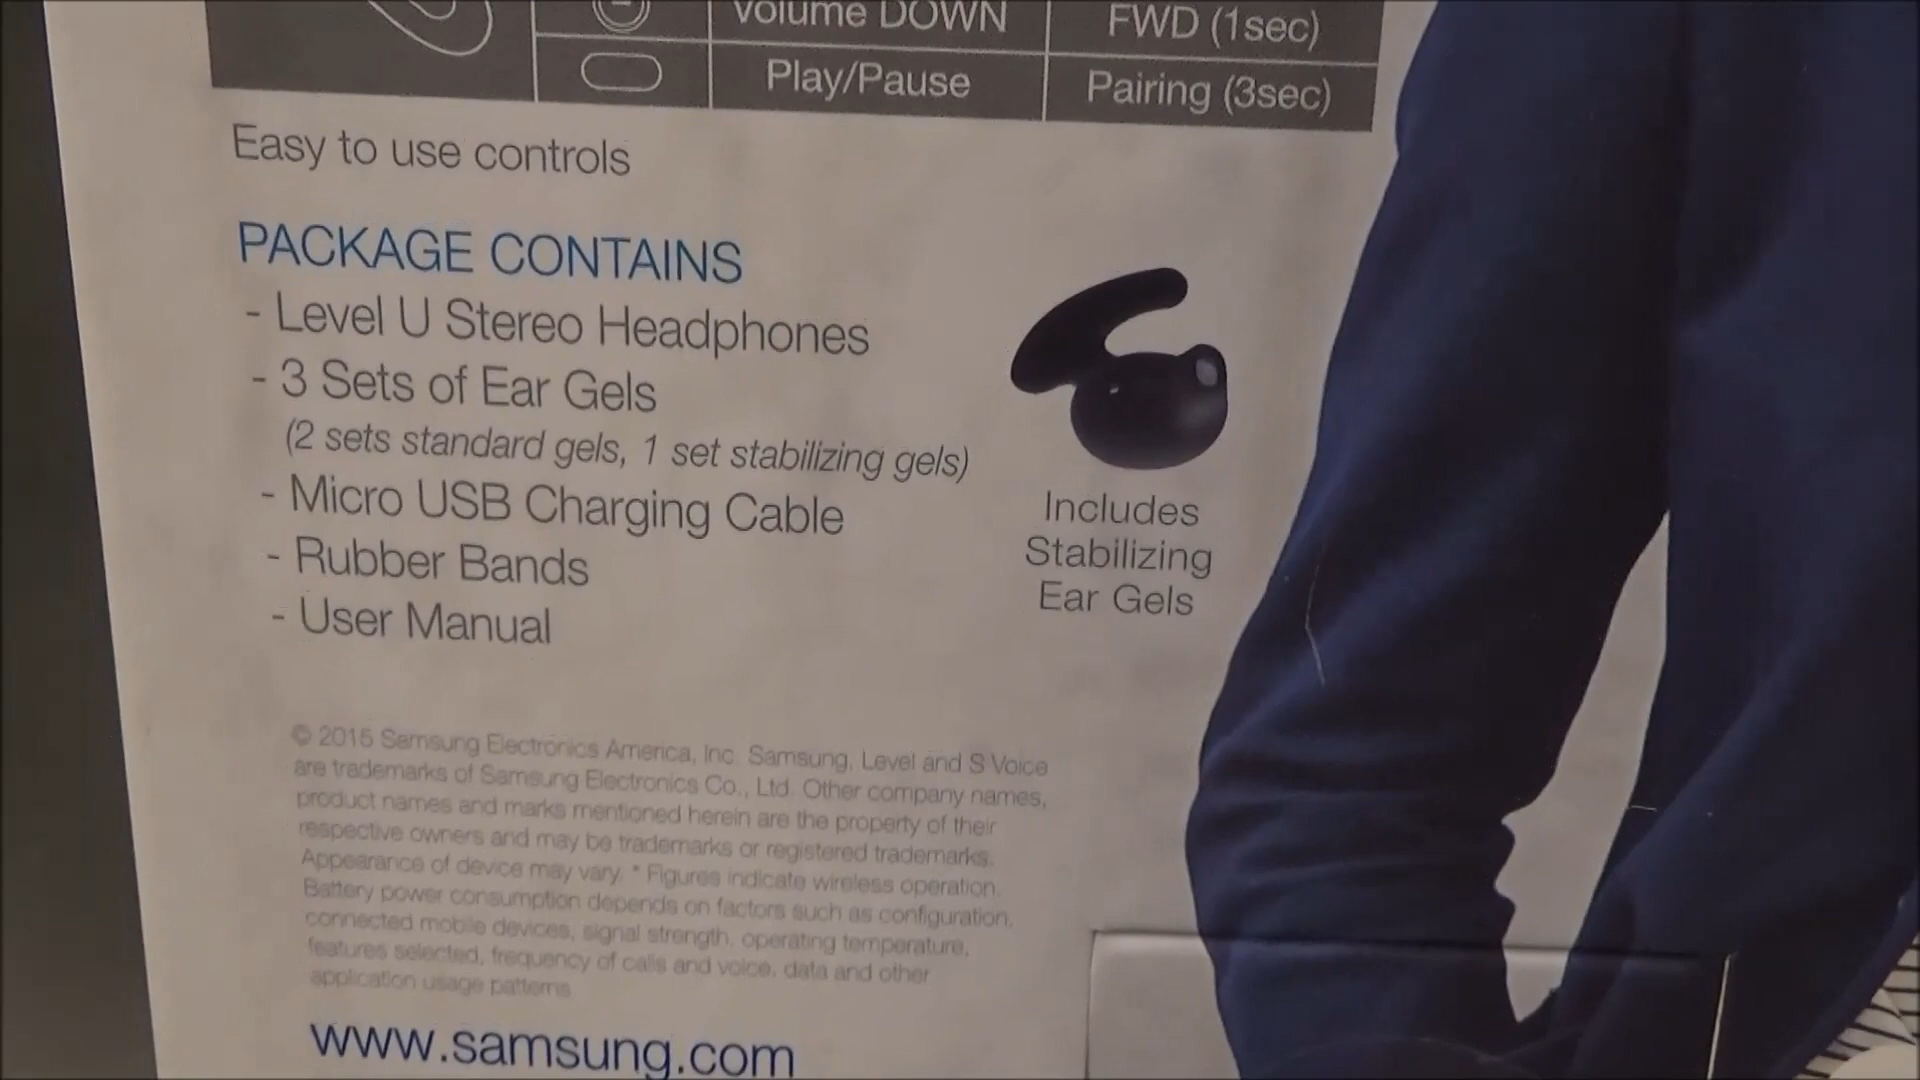 Volume DOWN FWD (1sec)
Play/Pause Pairing (3sec)
Easy to use controls
PACKAGE CONTAINS
- Level U Stereo Headphones
- 3 Sets of Ear Gels
(2 sets standard gels, 1 set stabilizing gels)
- Micro USB Charging Cable
- Rubber Bands
- User Manual
Includes
Stabilizing
Ear Gels
© 2015 Samsung Electronics America, Inc. Samsung, Level and S Voice
are trademarks of Samsung Electronics Co., Ltd. Other company names,
product names and marks mentioned herein are the property of their
respective owners and may be trademarks or registered trademarks.
Appearance of device may vary. * Figures indicate wireless operation.
Battery power consumption depends on factors such as configuration,
connected mobile devices, signal strength, operating temperature,
features selected, frequency of calls and voice, data and other
application usage patterns
www.samsung.com